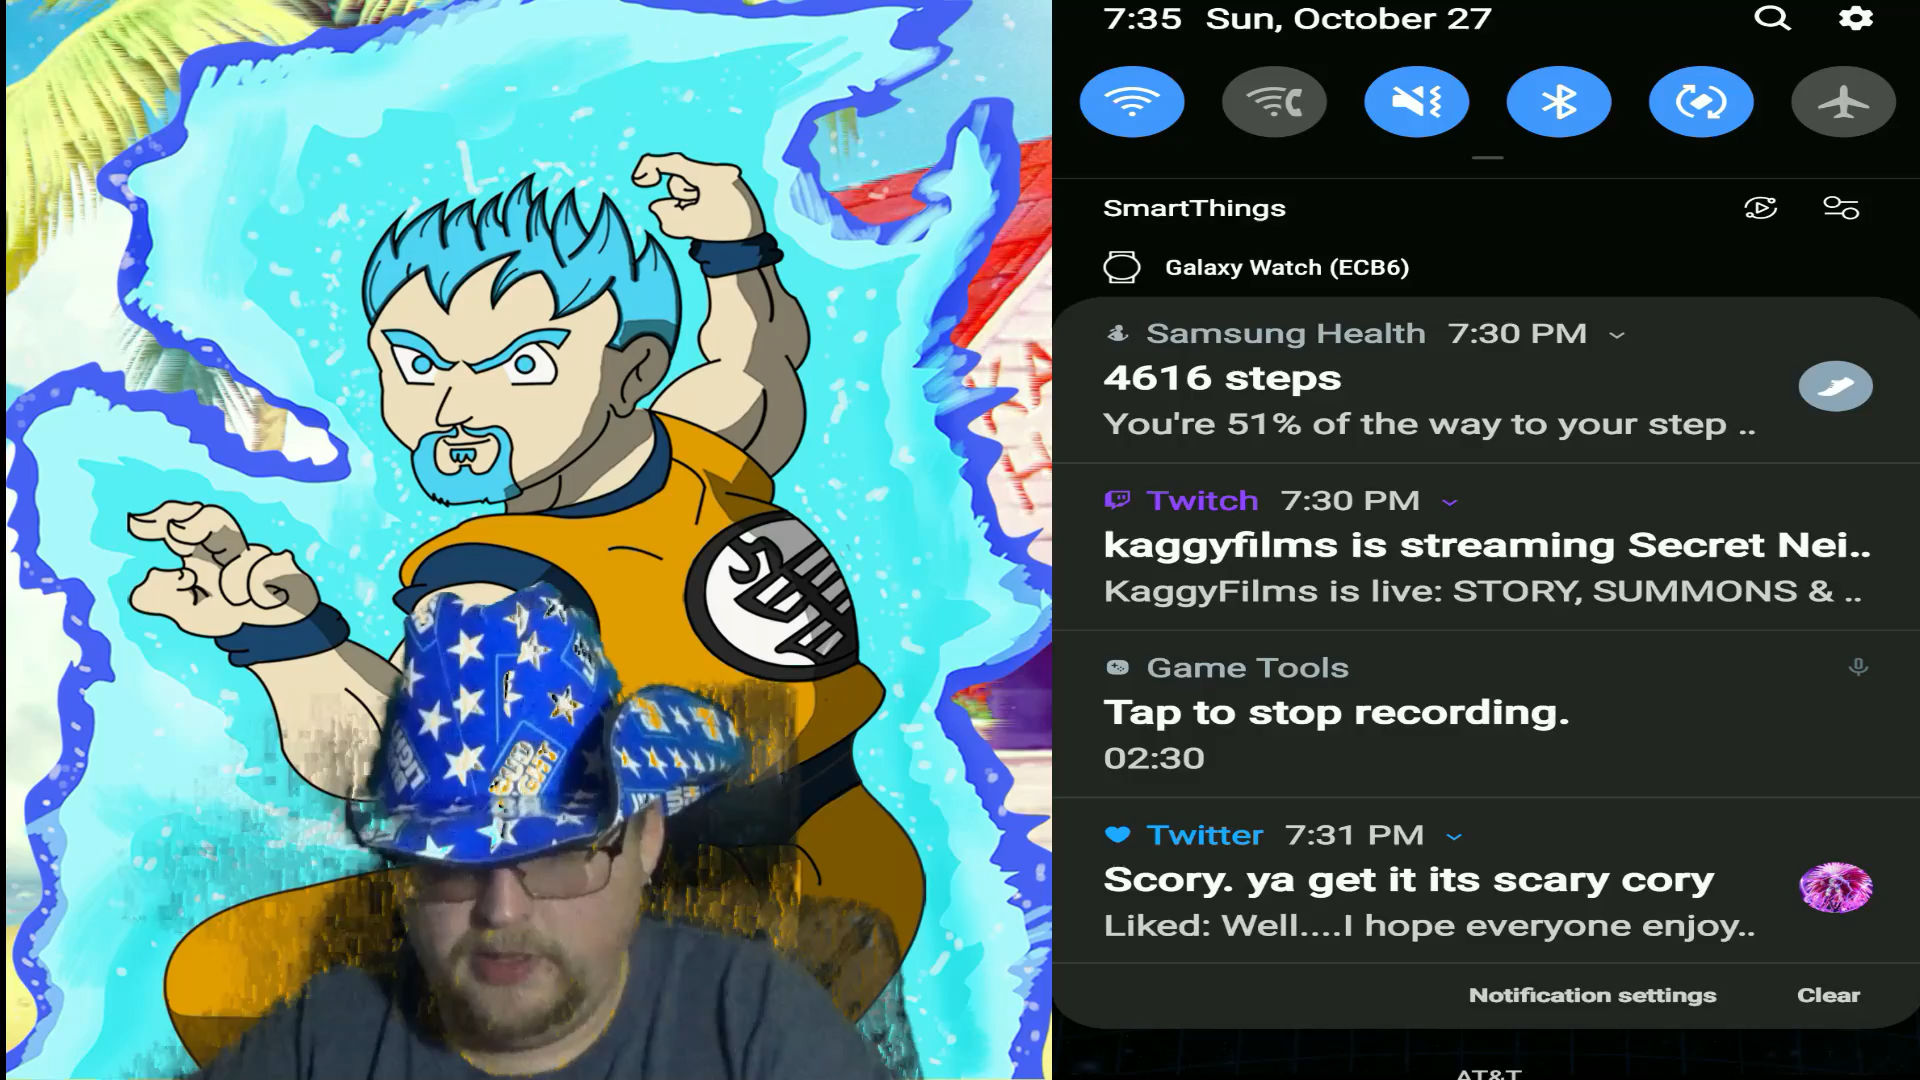 7:35 Sun, October 27
SmartThings
Galaxy Watch (ECB6)
Samsung Health 7:30 PM
4616 steps
You're 51% of the way to your step ..
Twitch 7:30 PM
kaggyfilms is streaming Secret Nei..
KaggyFilms is live: STORY, SUMMONS & ..
Game Tools
Tap to stop recording.
02:30
Twitter 7:31 PM
Scory. ya get it its scary cory
Liked: Well....I hope everyone enjoy..
Notification settings Clear
AT&T